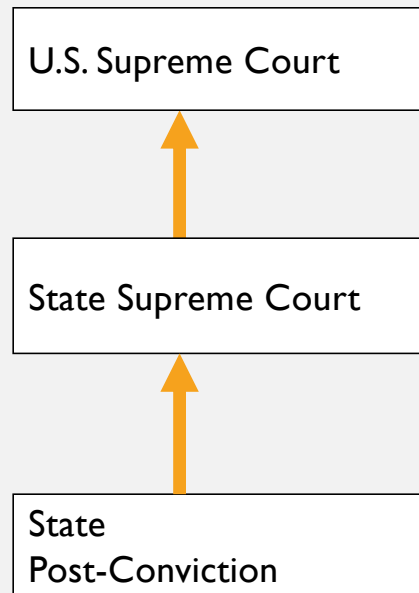 U.S. Supreme Court
State Supreme Court
State
Post-Conviction